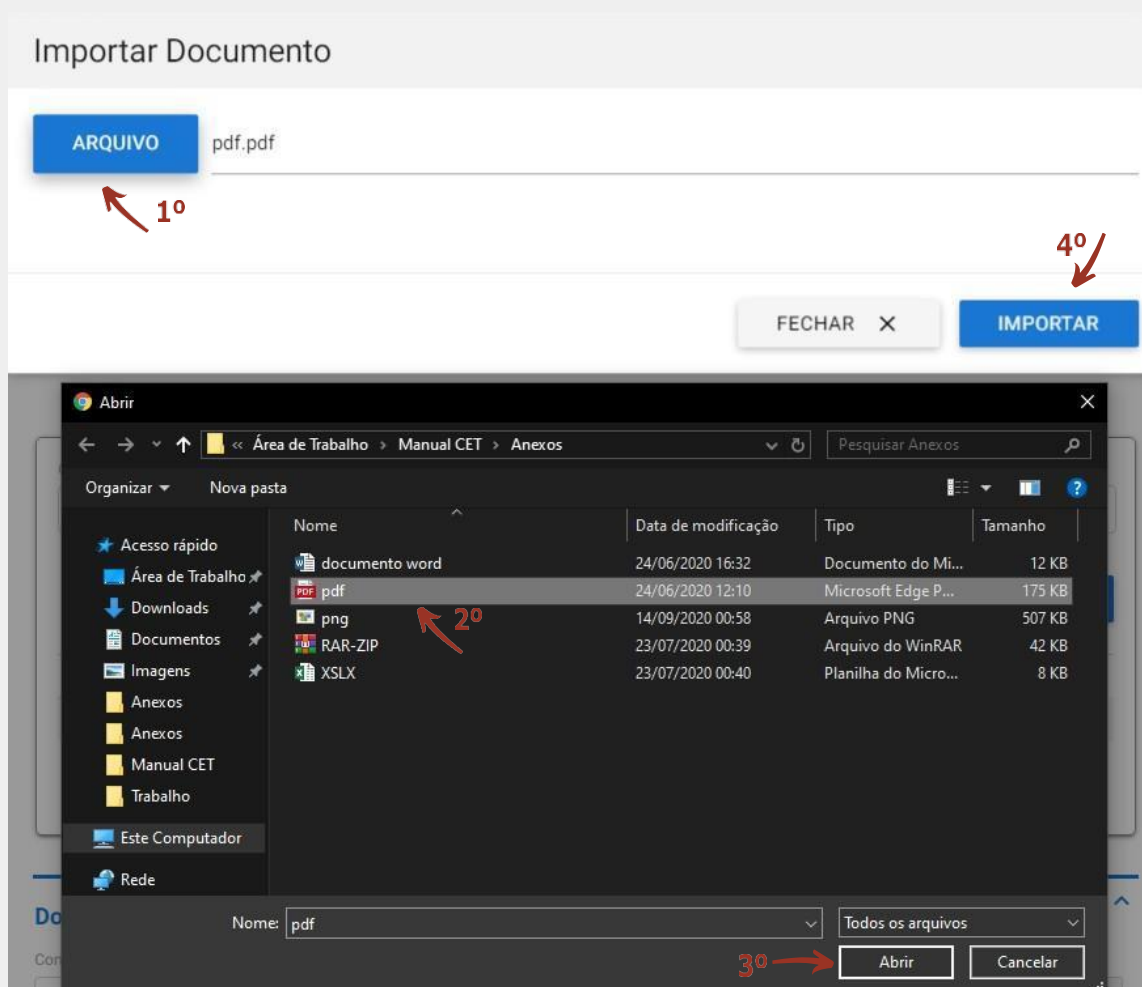 Importar Documento
ARQUIVO pdf.pdf
1º
4º
FECHAR IMPORTAR
Abrir
« Área de Trabalho › Manual CET › Anexos Pesquisar Anexos
Organizar Nova pasta
Nome Data de modificação Tipo Tamanho
Acesso rápido
Área de Trabalho
Downloads
Documentos
Imagens
Anexos
Anexos
Manual CET
Trabalho
Este Computador
Rede
documento word 24/06/2020 16:32 Documento do Mi... 12 KB
PDF pdf 24/06/2020 12:10 Microsoft Edge P... 175 KB
png 14/09/2020 00:58 Arquivo PNG 507 KB
RAR-ZIP 23/07/2020 00:39 Arquivo do WinRAR 42 KB
XSLX 23/07/2020 00:40 Planilha do Micro... 8 KB
2º
Do
Nome: pdf Todos os arquivos
Con
3º Abrir Cancelar